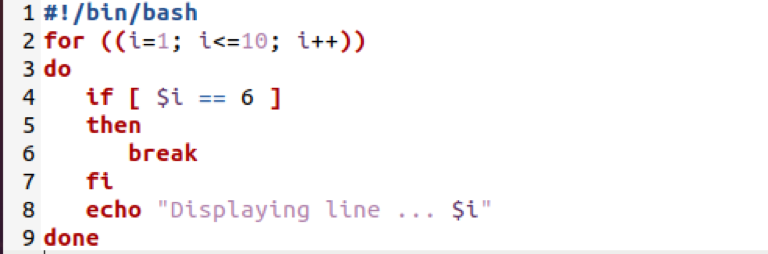 1 #!/bin/bash
2 for ((i=1; i<=10; i++))
3 do
4    if [ $i == 6 ]
5    then
6       break
7    fi
8    echo "Displaying line ... $i"
9 done